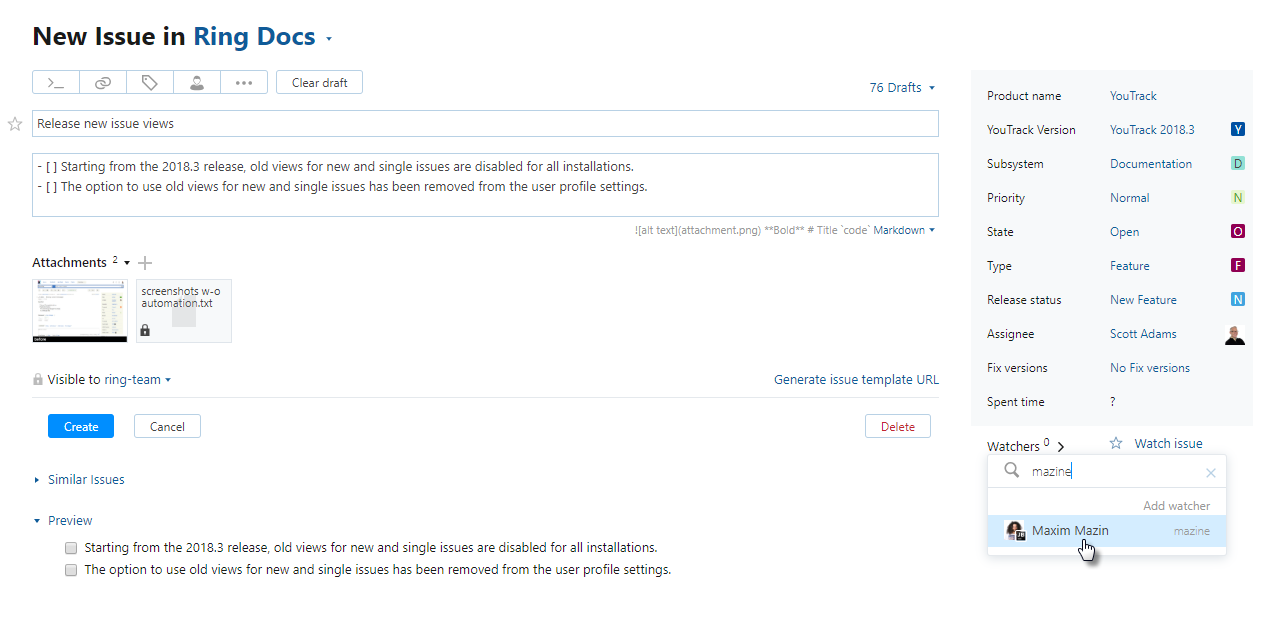 New Issue in Ring Docs
>_
Clear draft
76 Drafts
Release new issue views
- [ ] Starting from the 2018.3 release, old views for new and single issues are disabled for all installations.
- [ ] The option to use old views for new and single issues has been removed from the user profile settings.
![alt text](attachment.png) **Bold** # Title `code` Markdown
Attachments 2
before
screenshots w-o
automation.txt
Visible to ring-team
Generate issue template URL
Create
Cancel
Delete
Similar Issues
Preview
Starting from the 2018.3 release, old views for new and single issues are disabled for all installations.
The option to use old views for new and single issues has been removed from the user profile settings.
Product name YouTrack
YouTrack Version YouTrack 2018.3 Y
Subsystem Documentation D
Priority Normal N
State Open O
Type Feature F
Release status New Feature N
Assignee Scott Adams
Fix versions No Fix versions
Spent time ?
Watchers 0
Watch issue
mazine
Add watcher
Maxim Mazin mazine